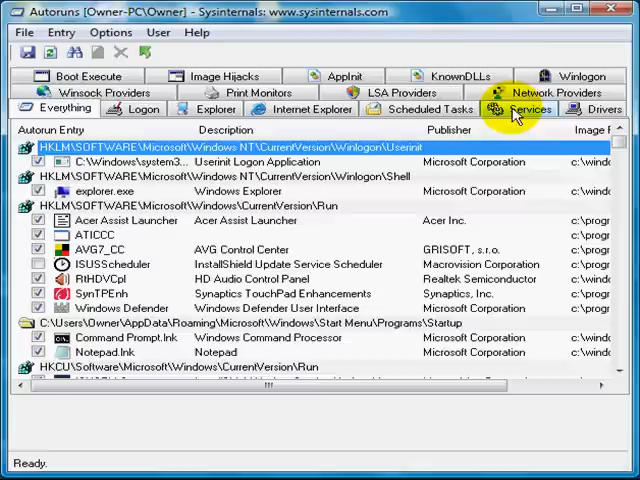 Autoruns [Owner-PC\Owner] - Sysinternals: www.sysinternals.com
File Entry Options User Help
Boot Execute Image Hijacks AppInit KnownDLLs Winlogon
Winsock Providers Print Monitors LSA Providers Network Providers
Everything Logon Explorer Internet Explorer Scheduled Tasks Services Drivers
Autorun Entry Description Publisher Image P
HKLM\SOFTWARE\Microsoft\Windows NT\CurrentVersion\Winlogon\Userinit
C:\Windows\system3... Userinit Logon Application Microsoft Corporation c:\windo
HKLM\SOFTWARE\Microsoft\Windows NT\CurrentVersion\Winlogon\Shell
explorer.exe Windows Explorer Microsoft Corporation c:\windo
HKLM\SOFTWARE\Microsoft\Windows\CurrentVersion\Run
Acer Assist Launcher Acer Assist Launcher Acer Inc. c:\progr
ATICCC c:\progr
AVG7_CC AVG Control Center GRISOFT, s.r.o. c:\progr
ISUSScheduler InstallShield Update Service Scheduler Macrovision Corporation c:\progr
RtHDVCpl HD Audio Control Panel Realtek Semiconductor c:\windo
SynTPEnh Synaptics TouchPad Enhancements Synaptics, Inc. c:\progr
Windows Defender Windows Defender User Interface Microsoft Corporation c:\progr
C:\Users\Owner\AppData\Roaming\Microsoft\Windows\Start Menu\Programs\Startup
Command Prompt.lnk Windows Command Processor Microsoft Corporation c:\windo
Notepad.lnk Notepad Microsoft Corporation c:\windo
HKCU\Software\Microsoft\Windows\CurrentVersion\Run
Ready.